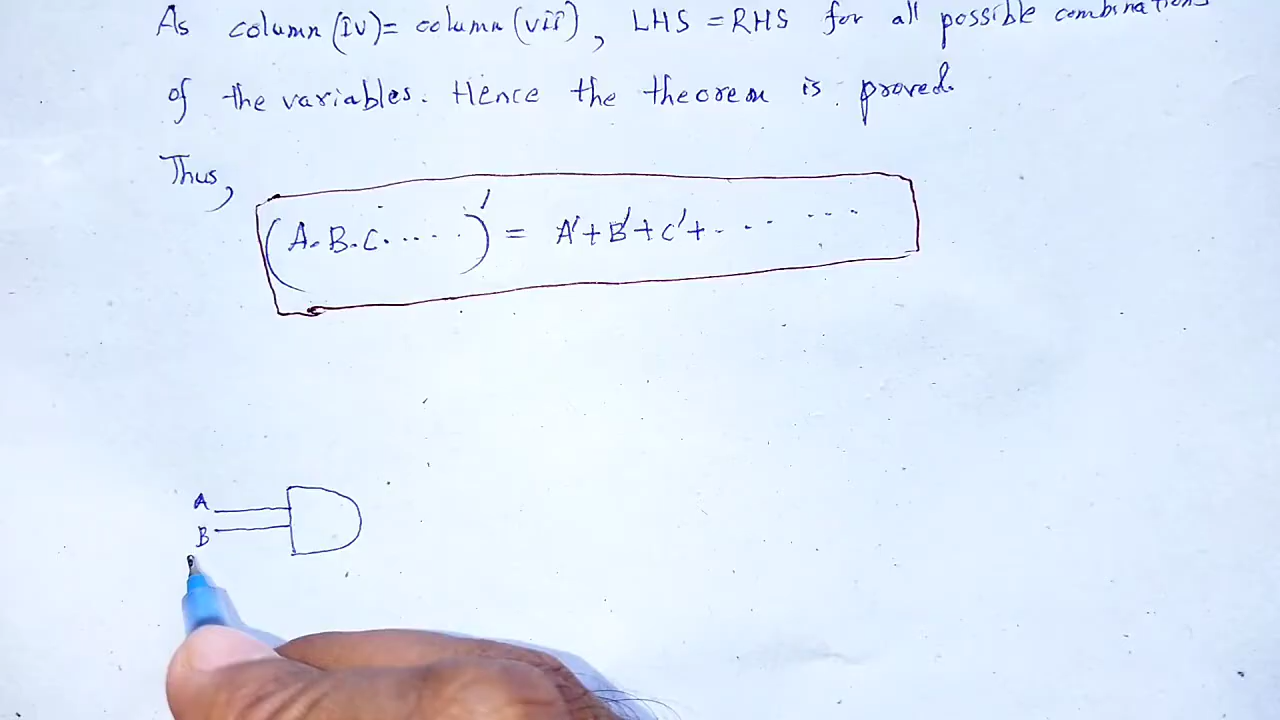 As column (IV) = column (vii), LHS = RHS for all possible combinations
of the variables. Hence the theorem is proved.
Thus,
(A.B.C.....)' = A'+B'+C'+... ...
A
B